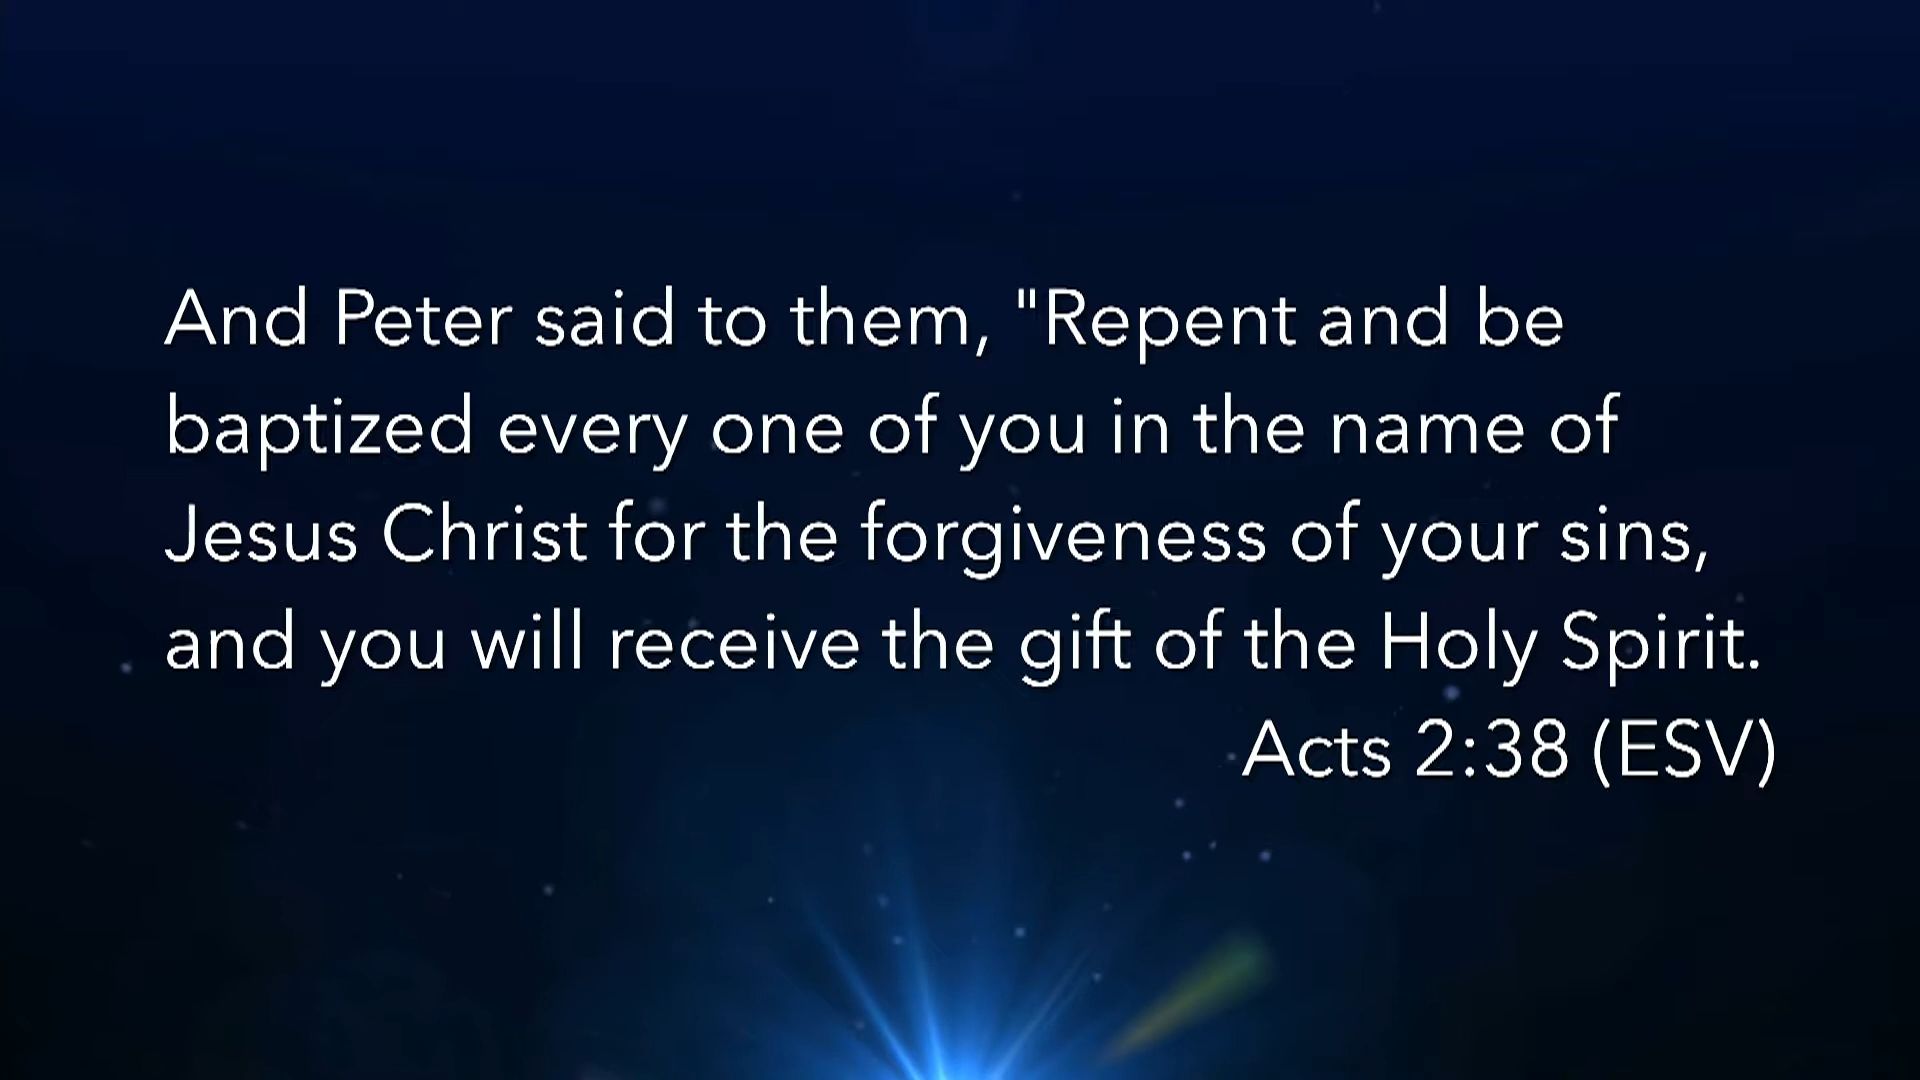 And Peter said to them, "Repent and be
baptized every one of you in the name of
Jesus Christ for the forgiveness of your sins,
and you will receive the gift of the Holy Spirit.
Acts 2:38 (ESV)